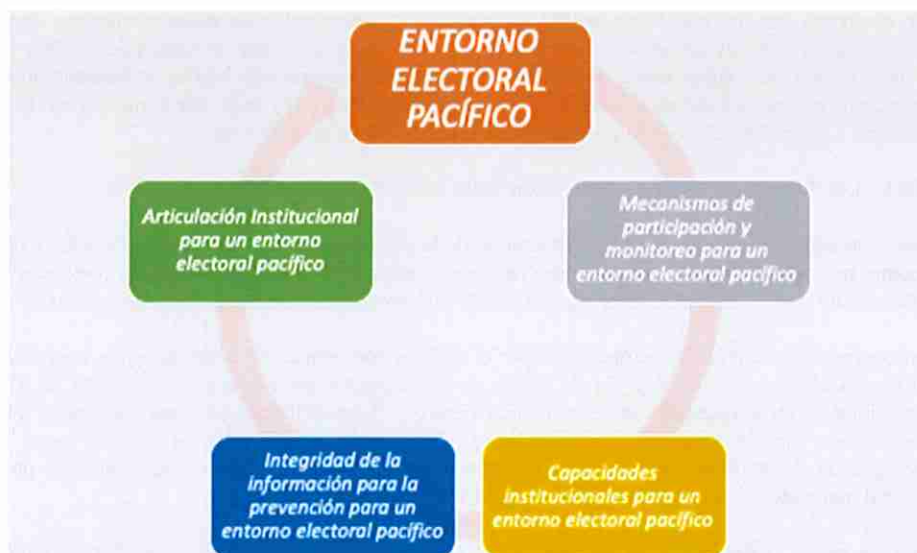 ENTORNO
ELECTORAL
PACÍFICO
Articulación Institucional
para un entorno
electoral pacífico
Mecanismos de
participación y
monitoreo para un
entorno electoral pacífico
Integridad de la
información para la
prevención para un
entorno electoral pacífico
Capacidades
institucionales para un
entorno electoral pacífico